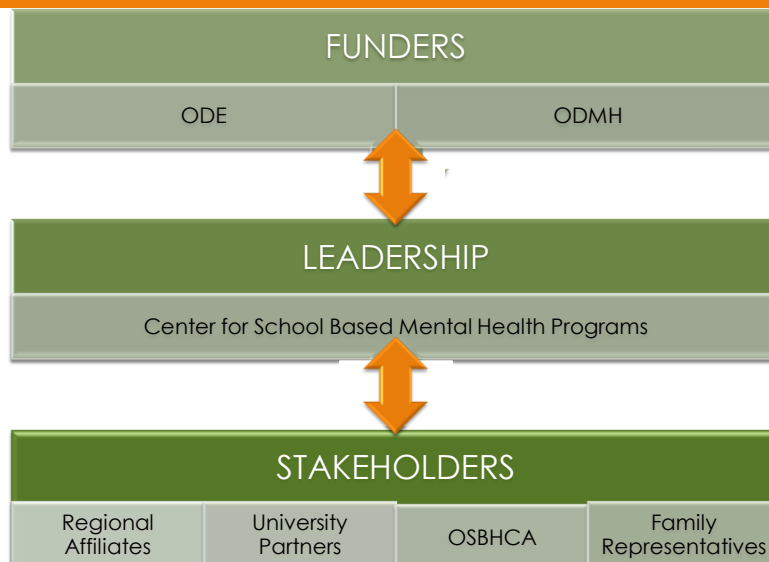 FUNDERS
ODE
ODMH
LEADERSHIP
Center for School Based Mental Health Programs
STAKEHOLDERS
Regional
Affiliates
University
Partners
OSBHCA
Family
Representatives